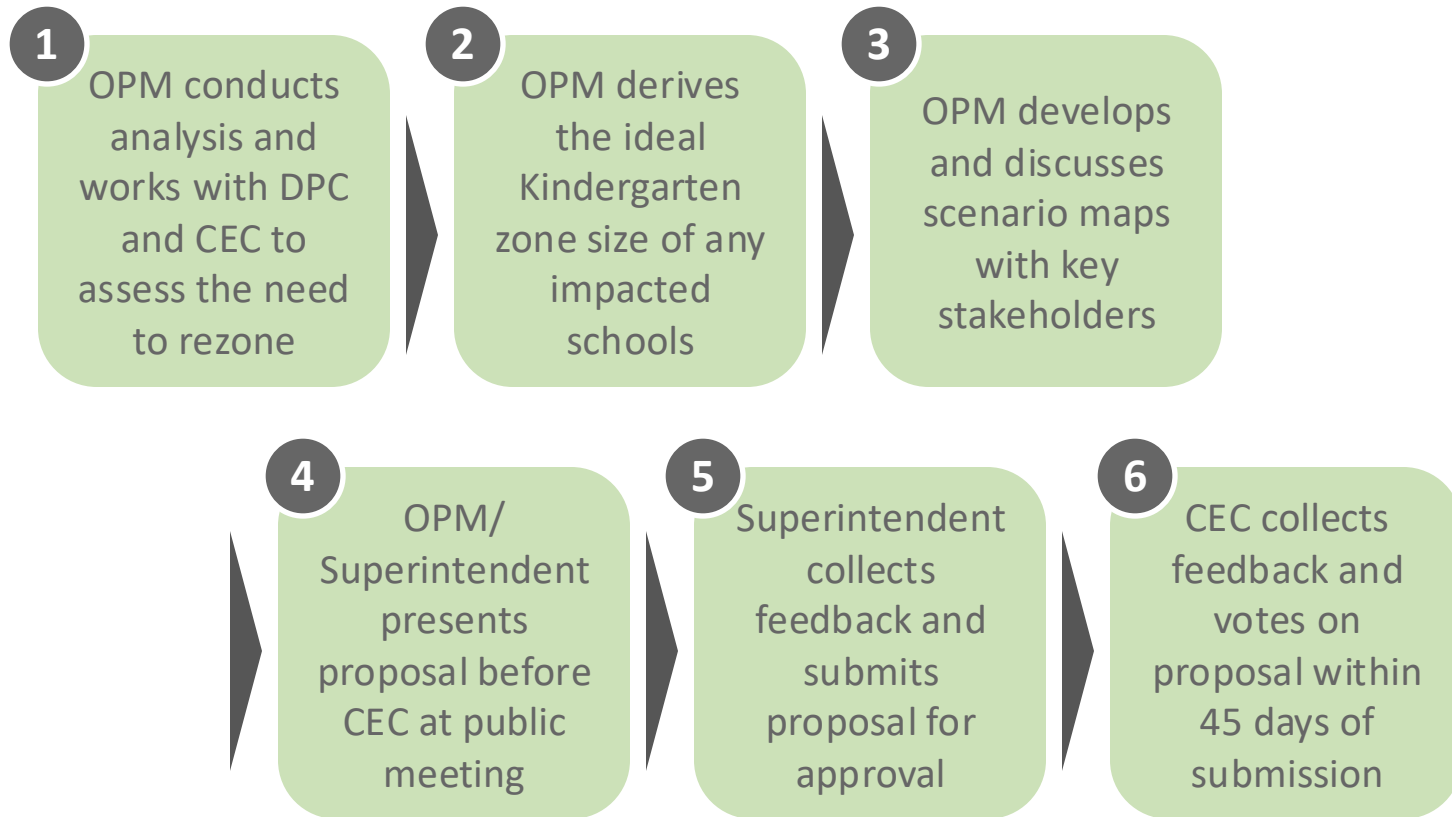 1
OPM conducts
analysis and
works with DPC
and CEC to
assess the need
to rezone
2
OPM derives
the ideal
Kindergarten
zone size of any
impacted
schools
3
OPM develops
and discusses
scenario maps
with key
stakeholders
4
OPM/
Superintendent
presents
proposal before
CEC at public
meeting
5
Superintendent
collects
feedback and
submits
proposal for
approval
6
CEC collects
feedback and
votes on
proposal within
45 days of
submission